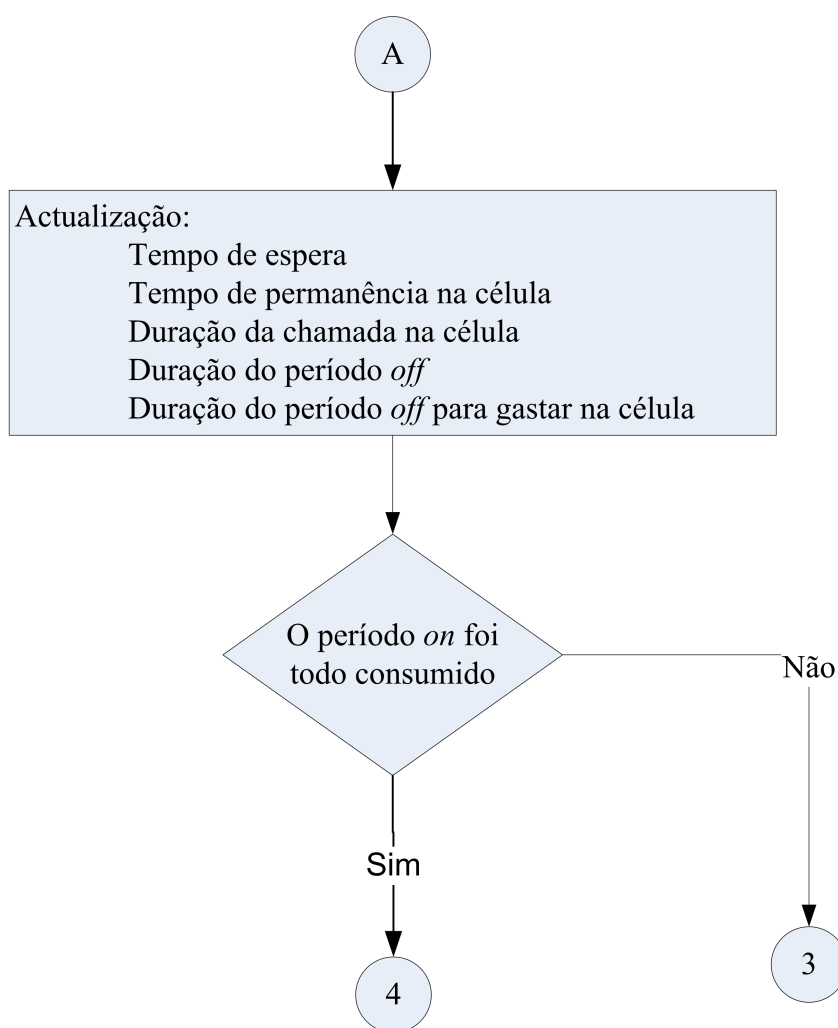 A
Actualização:
Tempo de espera
Tempo de permanência na célula
Duração da chamada na célula
Duração do período off
Duração do período off para gastar na célula
O período on foi
todo consumido
Não
Sim
3
4